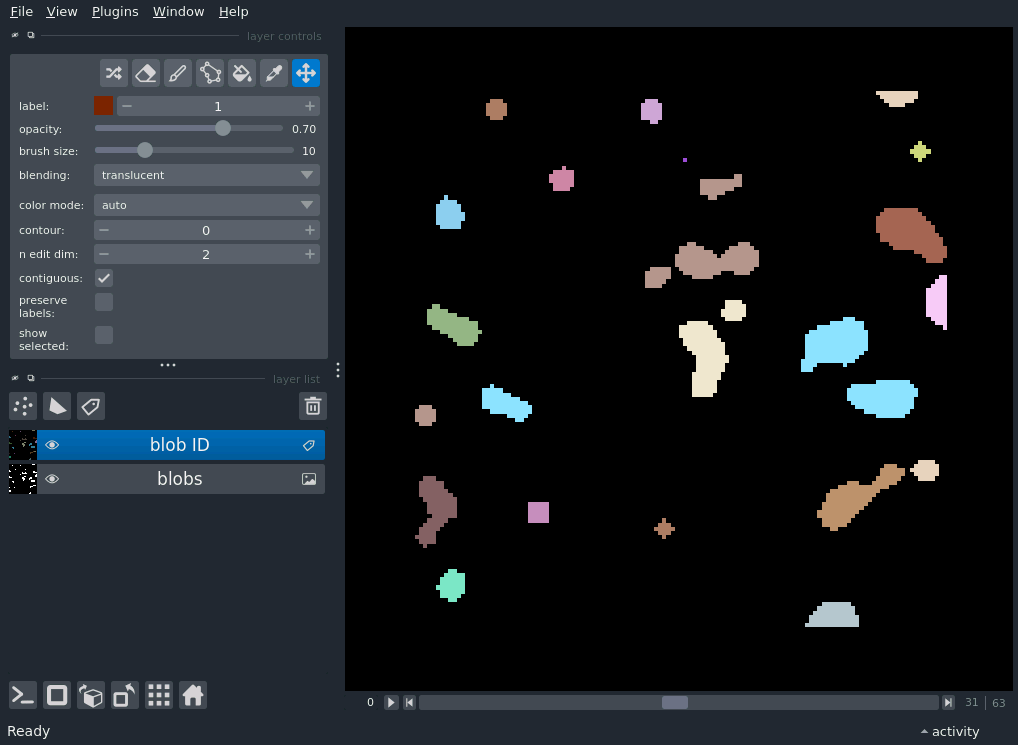 File View Plugins Window Help
layer controls
label: 1
opacity: 0.70
brush size: 10
blending: translucent
color mode: auto
contour: 0
n edit dim: 2
contiguous:
preserve
labels:
show
selected:
layer list
blob ID
blobs
0 31 | 63
Ready activity